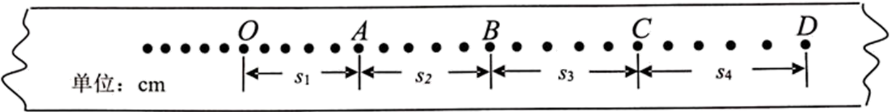 O A B C D
s1 s2 s3 s4
单位：cm